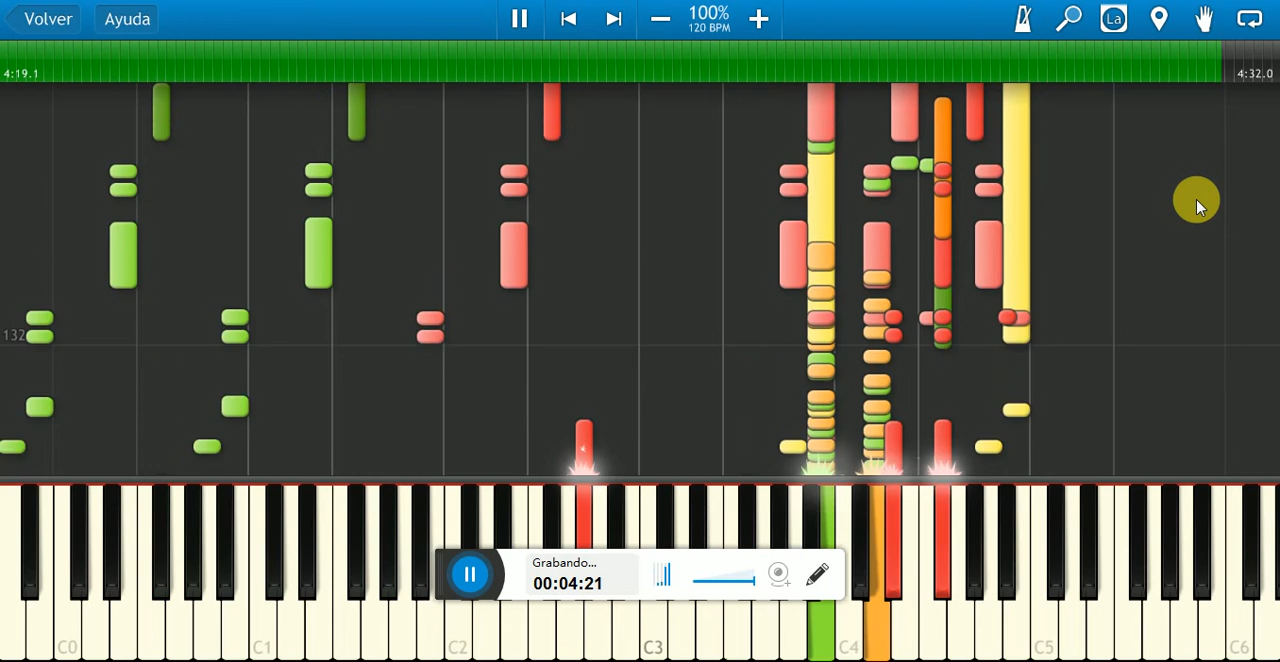 Volver
Ayuda
100%
120 BPM
La
4:19.1
4:32.0
132
Grabando...
00:04:21
C0
C1
C2
C3
C4
C5
C6